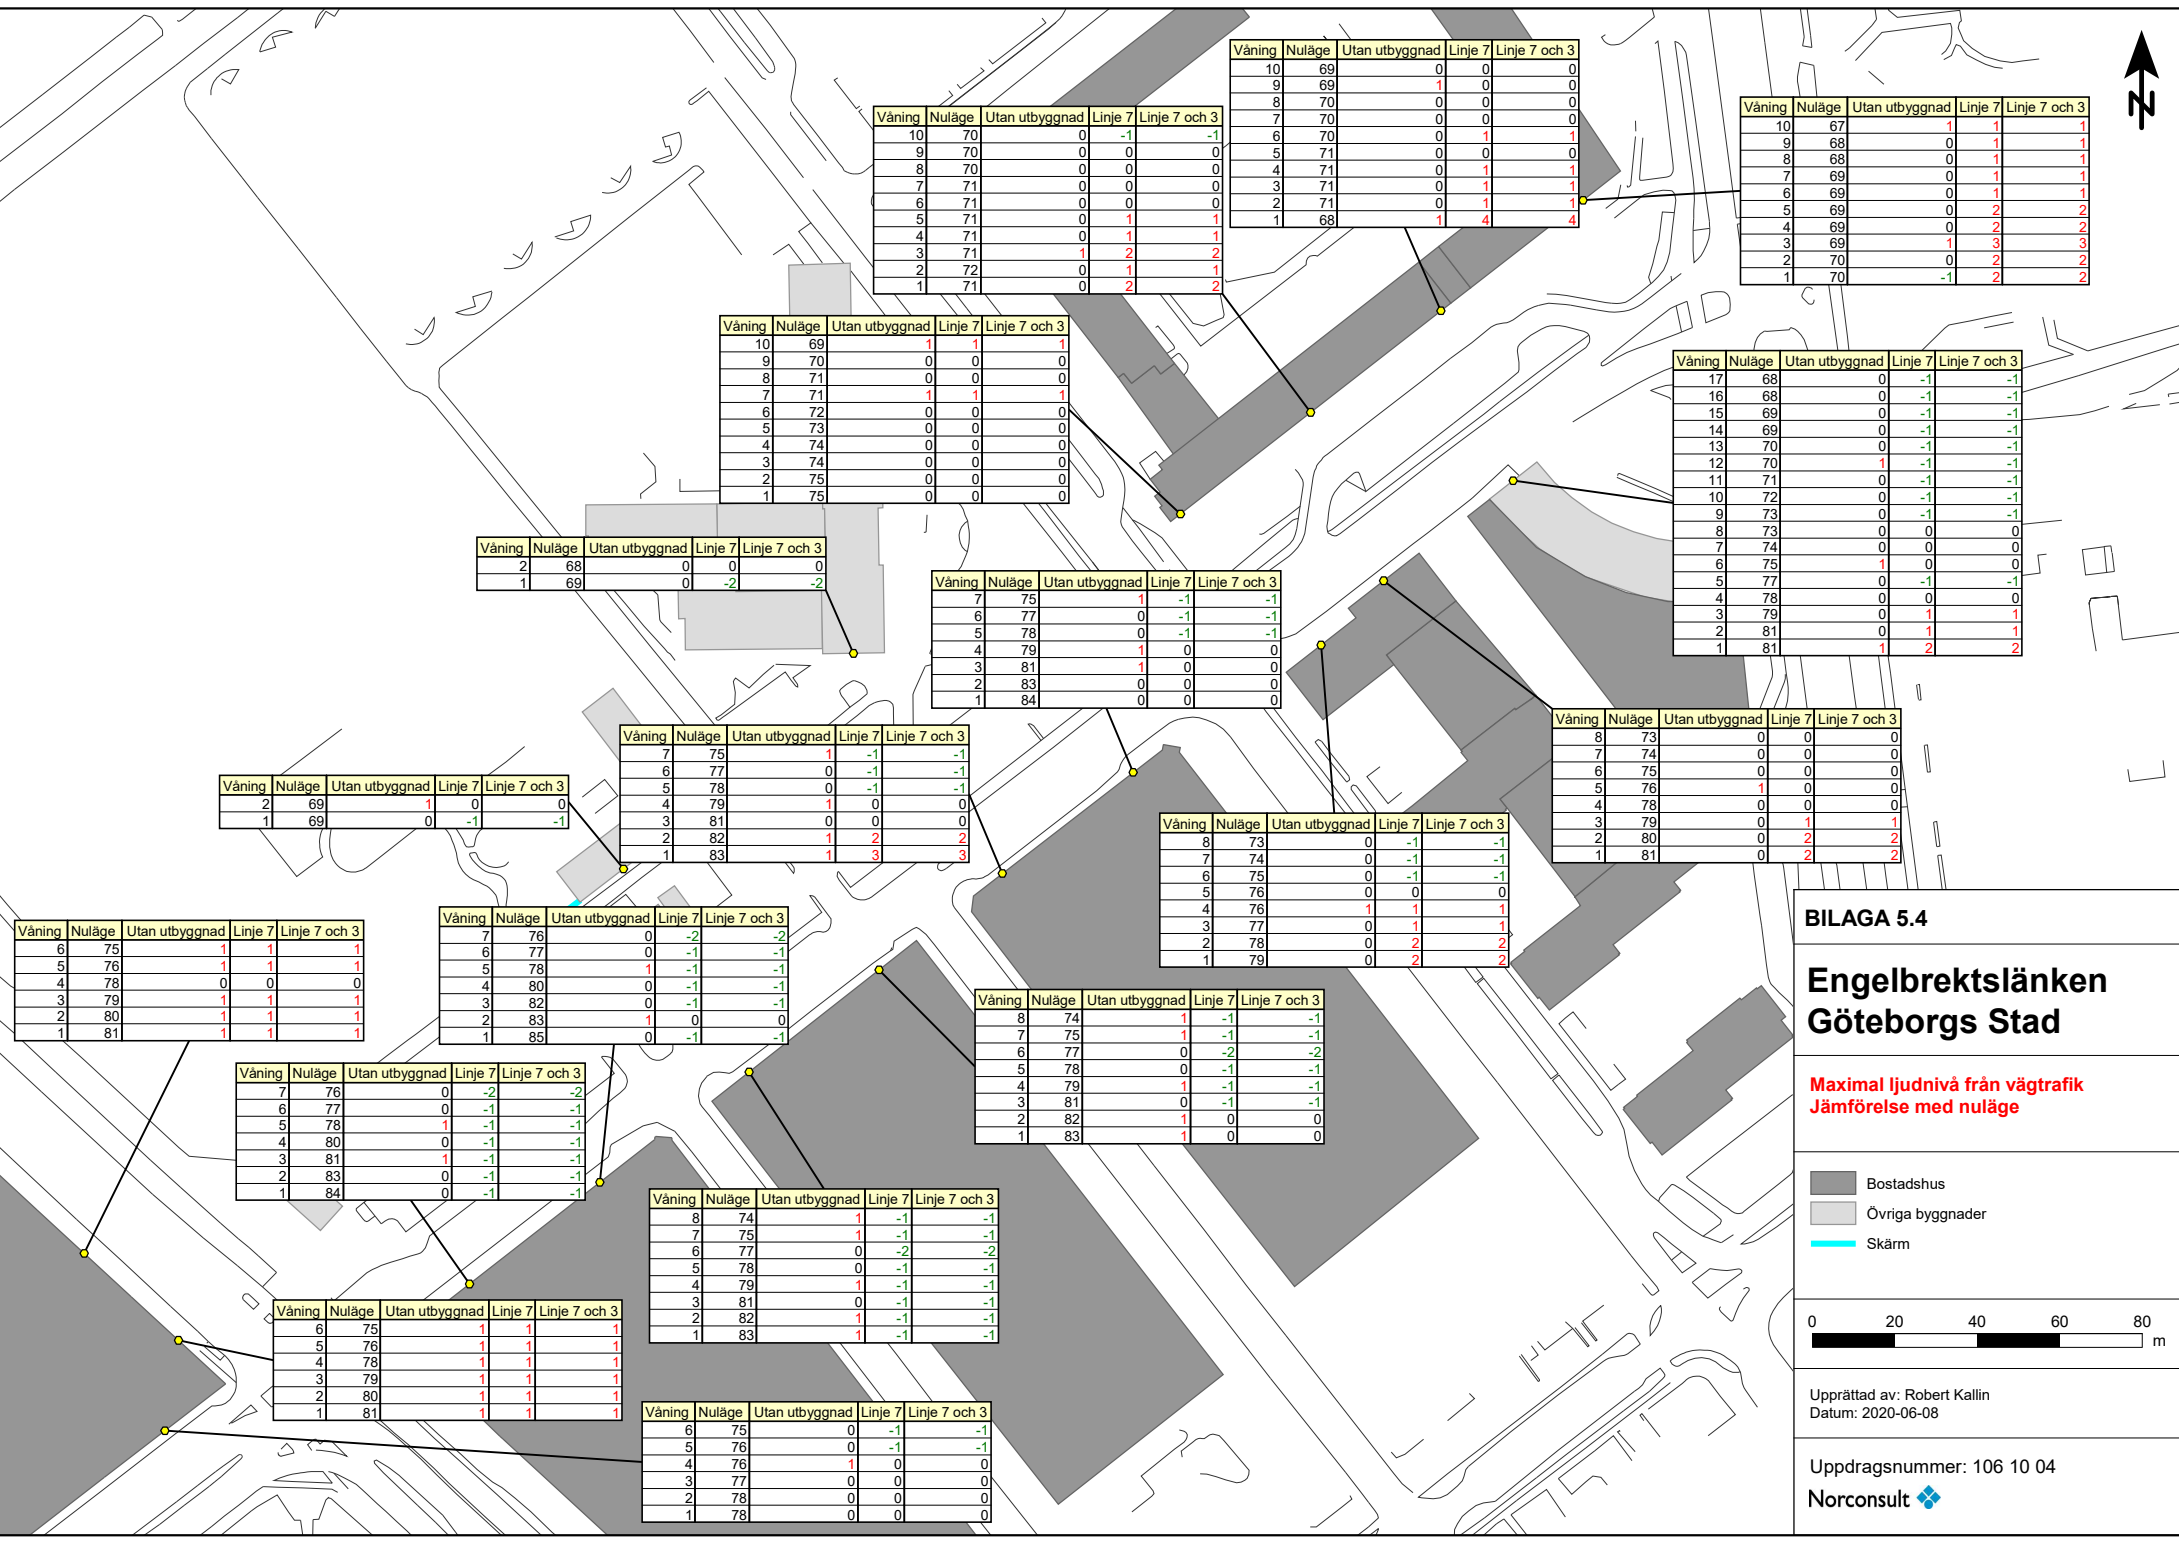 Våning Nuläge Utan utbyggnad Linje 7 Linje 7 och 3
10 69 0 0 0
9 69 1 0 0
8 70 0 0 0
7 70 0 0 0
6 70 0 1 1
5 71 0 0 0
4 71 0 1 1
3 71 0 1 1
2 71 0 1 1
1 68 1 4 4
Våning Nuläge Utan utbyggnad Linje 7 Linje 7 och 3
10 67 1 1 1
9 68 0 1 1
8 68 0 1 1
7 69 0 1 1
6 69 0 1 1
5 69 0 2 2
4 69 0 2 2
3 69 1 3 3
2 70 0 2 2
1 70 -1 2 2
Våning Nuläge Utan utbyggnad Linje 7 Linje 7 och 3
10 70 0 -1 -1
9 70 0 0 0
8 70 0 0 0
7 71 0 0 0
6 71 0 0 0
5 71 0 1 1
4 71 0 1 1
3 71 1 2 2
2 72 0 1 1
1 71 0 2 2
N
Våning Nuläge Utan utbyggnad Linje 7 Linje 7 och 3
10 69 1 1 1
9 70 0 0 0
8 71 0 0 0
7 71 1 1 1
6 72 0 0 0
5 73 0 0 0
4 74 0 0 0
3 74 0 0 0
2 75 0 0 0
1 75 0 0 0
Våning Nuläge Utan utbyggnad Linje 7 Linje 7 och 3
17 68 0 -1 -1
16 68 0 -1 -1
15 69 0 -1 -1
14 69 0 -1 -1
13 70 0 -1 -1
12 70 1 -1 -1
11 71 0 -1 -1
10 72 0 -1 -1
9 73 0 -1 -1
8 73 0 0 0
7 74 0 0 0
6 75 1 0 0
5 77 0 -1 -1
4 78 0 0 0
3 79 0 1 1
2 81 0 1 1
1 81 1 2 2
Våning Nuläge Utan utbyggnad Linje 7 Linje 7 och 3
2 68 0 0 0
1 69 0 -2 -2
Våning Nuläge Utan utbyggnad Linje 7 Linje 7 och 3
7 75 1 -1 -1
6 77 0 -1 -1
5 78 0 -1 -1
4 79 1 0 0
3 81 1 0 0
2 83 0 0 0
1 84 0 0 0
Våning Nuläge Utan utbyggnad Linje 7 Linje 7 och 3
8 73 0 0 0
7 74 0 0 0
6 75 0 0 0
5 76 1 0 0
4 78 0 0 0
3 79 0 1 1
2 80 0 2 2
1 81 0 2 2
Våning Nuläge Utan utbyggnad Linje 7 Linje 7 och 3
7 75 1 -1 -1
6 77 0 -1 -1
5 78 0 -1 -1
4 79 1 0 0
3 81 0 0 0
2 82 1 2 2
1 83 1 3 3
Våning Nuläge Utan utbyggnad Linje 7 Linje 7 och 3
2 69 1 0 0
1 69 0 -1 -1
Våning Nuläge Utan utbyggnad Linje 7 Linje 7 och 3
8 73 0 -1 -1
7 74 0 -1 -1
6 75 0 -1 -1
5 76 0 0 0
4 76 1 1 1
3 77 0 1 1
2 78 0 2 2
1 79 0 2 2
Våning Nuläge Utan utbyggnad Linje 7 Linje 7 och 3
6 75 1 1 1
5 76 1 1 1
4 78 0 0 0
3 79 1 1 1
2 80 1 1 1
1 81 1 1 1
Våning Nuläge Utan utbyggnad Linje 7 Linje 7 och 3
7 76 0 -2 -2
6 77 0 -1 -1
5 78 1 -1 -1
4 80 0 -1 -1
3 82 0 -1 -1
2 83 1 0 0
1 85 0 -1 -1
Våning Nuläge Utan utbyggnad Linje 7 Linje 7 och 3
8 74 1 -1 -1
7 75 1 -1 -1
6 77 0 -2 -2
5 78 0 -1 -1
4 79 1 -1 -1
3 81 0 -1 -1
2 82 1 0 0
1 83 1 0 0
Våning Nuläge Utan utbyggnad Linje 7 Linje 7 och 3
7 76 0 -2 -2
6 77 0 -1 -1
5 78 1 -1 -1
4 80 0 -1 -1
3 81 1 -1 -1
2 83 0 -1 -1
1 84 0 -1 -1
Våning Nuläge Utan utbyggnad Linje 7 Linje 7 och 3
8 74 1 -1 -1
7 75 1 -1 -1
6 77 0 -2 -2
5 78 0 -1 -1
4 79 1 -1 -1
3 81 0 -1 -1
2 82 1 -1 -1
1 83 1 -1 -1
Våning Nuläge Utan utbyggnad Linje 7 Linje 7 och 3
6 75 1 1 1
5 76 1 1 1
4 78 1 1 1
3 79 1 1 1
2 80 1 1 1
1 81 1 1 1
Våning Nuläge Utan utbyggnad Linje 7 Linje 7 och 3
6 75 0 -1 -1
5 76 0 -1 -1
4 76 1 0 0
3 77 0 0 0
2 78 0 0 0
1 78 0 0 0
BILAGA 5.4
Engelbrektslänken
Göteborgs Stad
Maximal ljudnivå från vägtrafik
Jämförelse med nuläge
Bostadshus
Övriga byggnader
Skärm
0 20 40 60 80
m
Upprättad av: Robert Kallin
Datum: 2020-06-08
Uppdragsnummer: 106 10 04
Norconsult